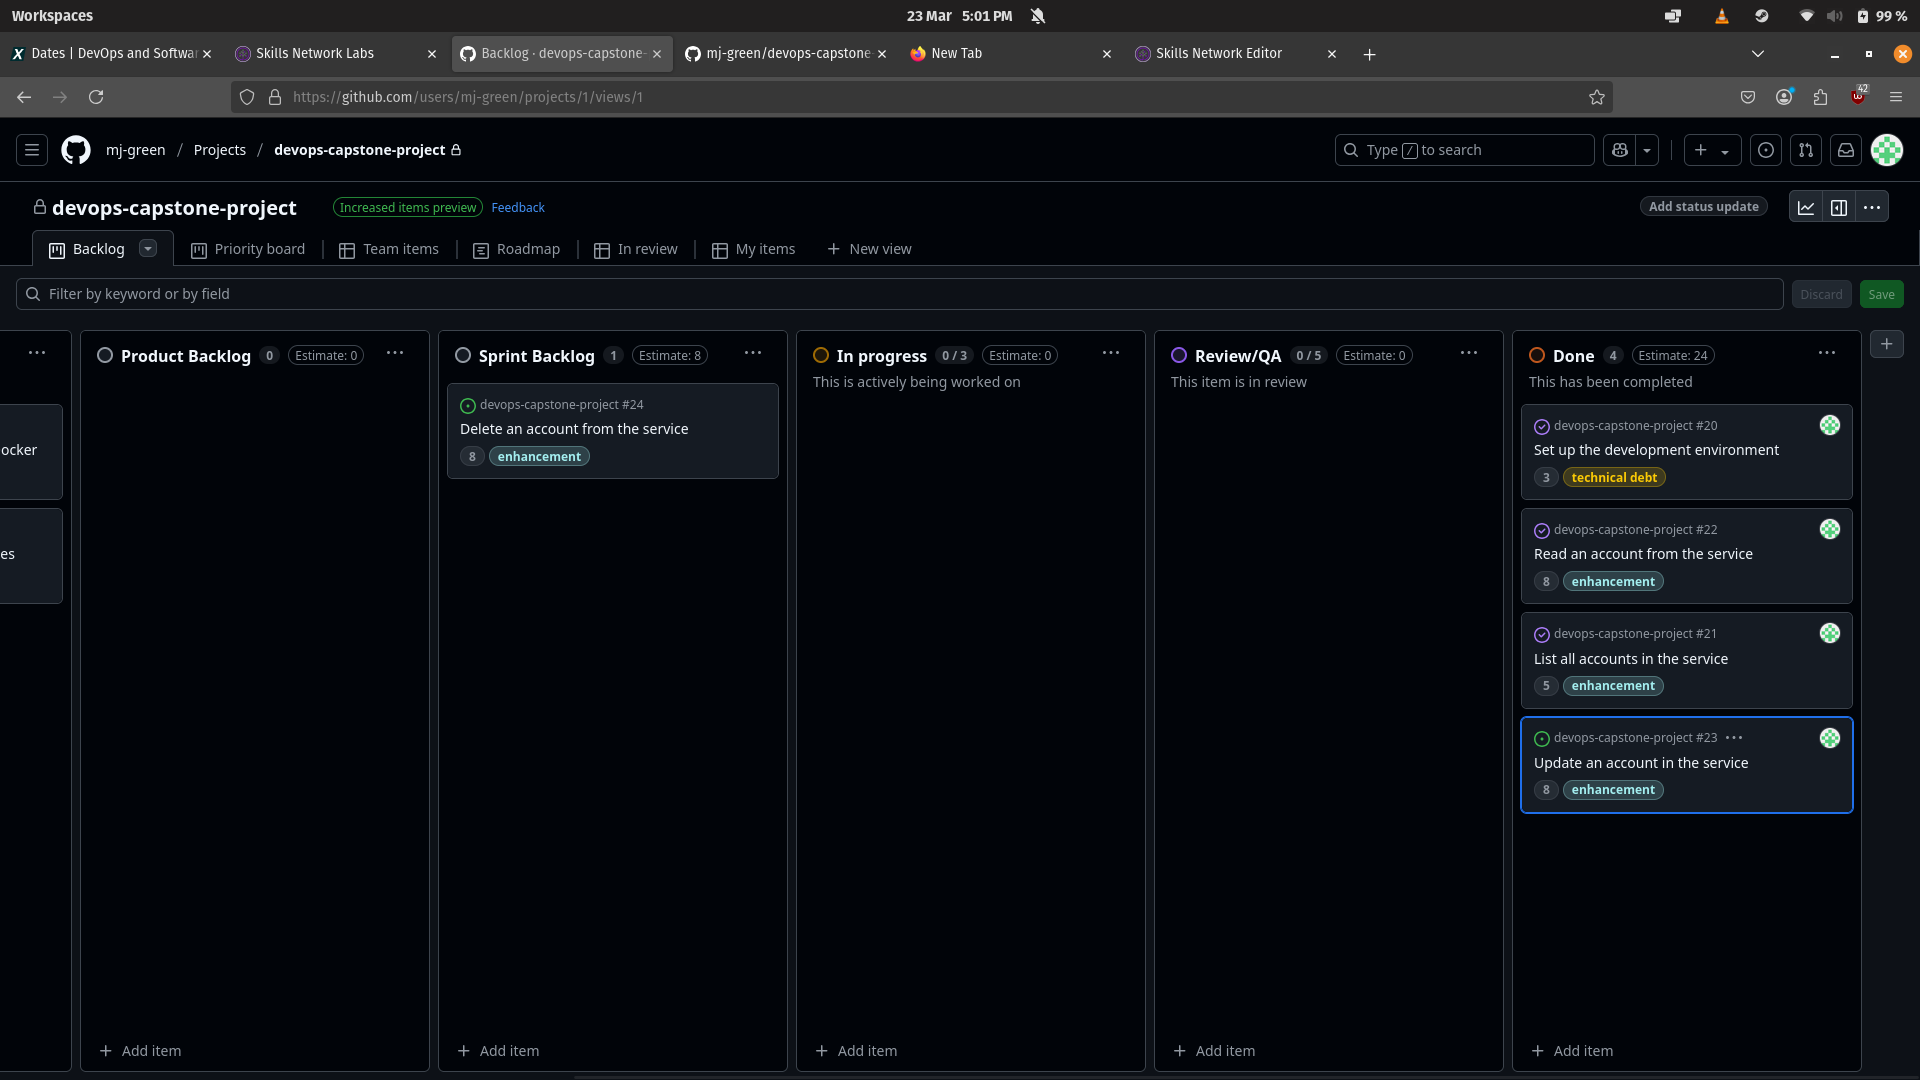 Workspaces
23 Mar 5:01 PM
99 %
Dates | DevOps and Softwar
Skills Network Labs
Backlog · devops-capstone-
mj-green/devops-capstone
New Tab
Skills Network Editor
https://github.com/users/mj-green/projects/1/views/1
42
mj-green / Projects / devops-capstone-project
Type / to search
devops-capstone-project
Increased items preview
Feedback
Add status update
Backlog
Priority board
Team items
Roadmap
In review
My items
New view
Filter by keyword or by field
Discard
Save
ocker
es
Product Backlog 0 Estimate: 0
Add item
Sprint Backlog 1 Estimate: 8
devops-capstone-project #24
Delete an account from the service
8 enhancement
Add item
In progress 0 / 3 Estimate: 0
This is actively being worked on
Add item
Review/QA 0 / 5 Estimate: 0
This item is in review
Add item
Done 4 Estimate: 24
This has been completed
devops-capstone-project #20
Set up the development environment
3 technical debt
devops-capstone-project #22
Read an account from the service
8 enhancement
devops-capstone-project #21
List all accounts in the service
5 enhancement
devops-capstone-project #23
Update an account in the service
8 enhancement
Add item